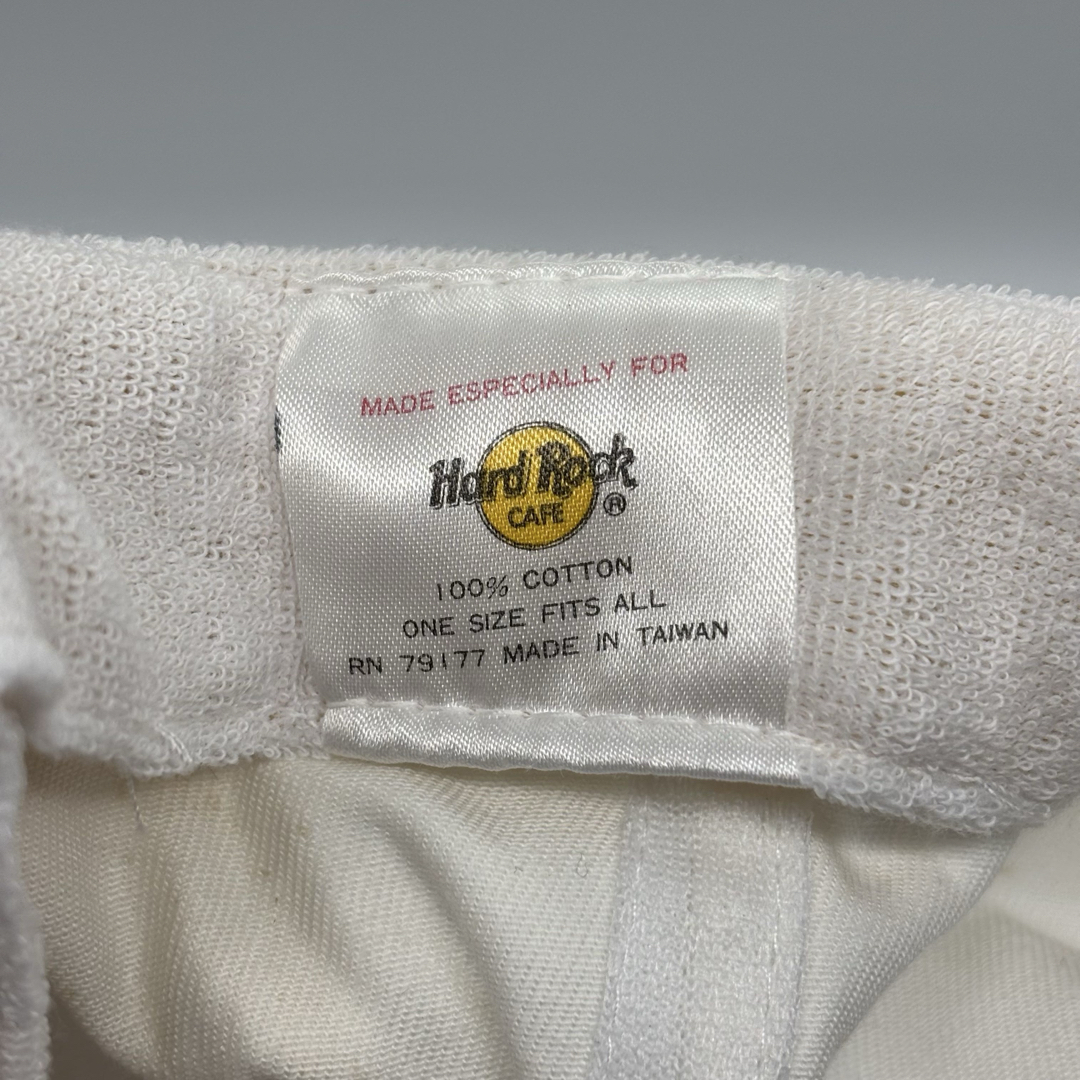 MADE ESPECIALLY FOR
Hard Rock
CAFE ®
100% COTTON
ONE SIZE FITS ALL
RN 79177 MADE IN TAIWAN